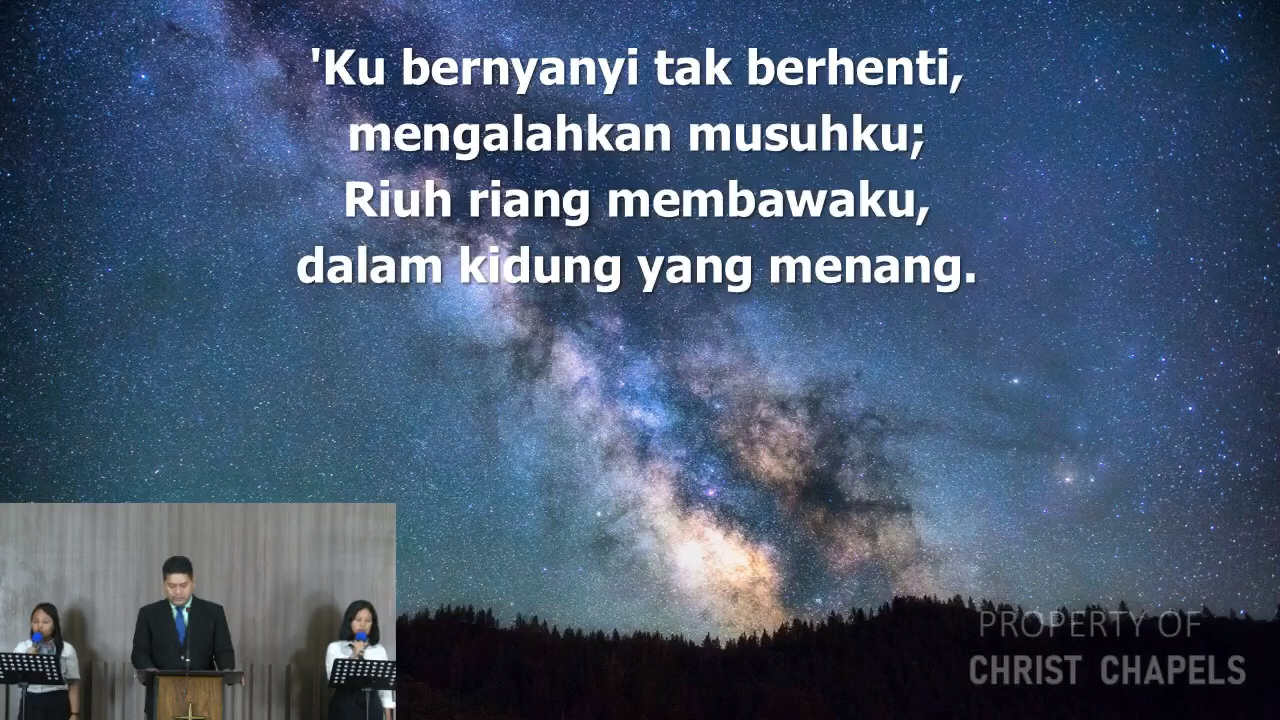 'Ku bernyanyi tak berhenti,
mengalahkan musuhku;
Riuh riang membawaku,
dalam kidung yang menang.
PROPERTY OF
CHRIST CHAPELS